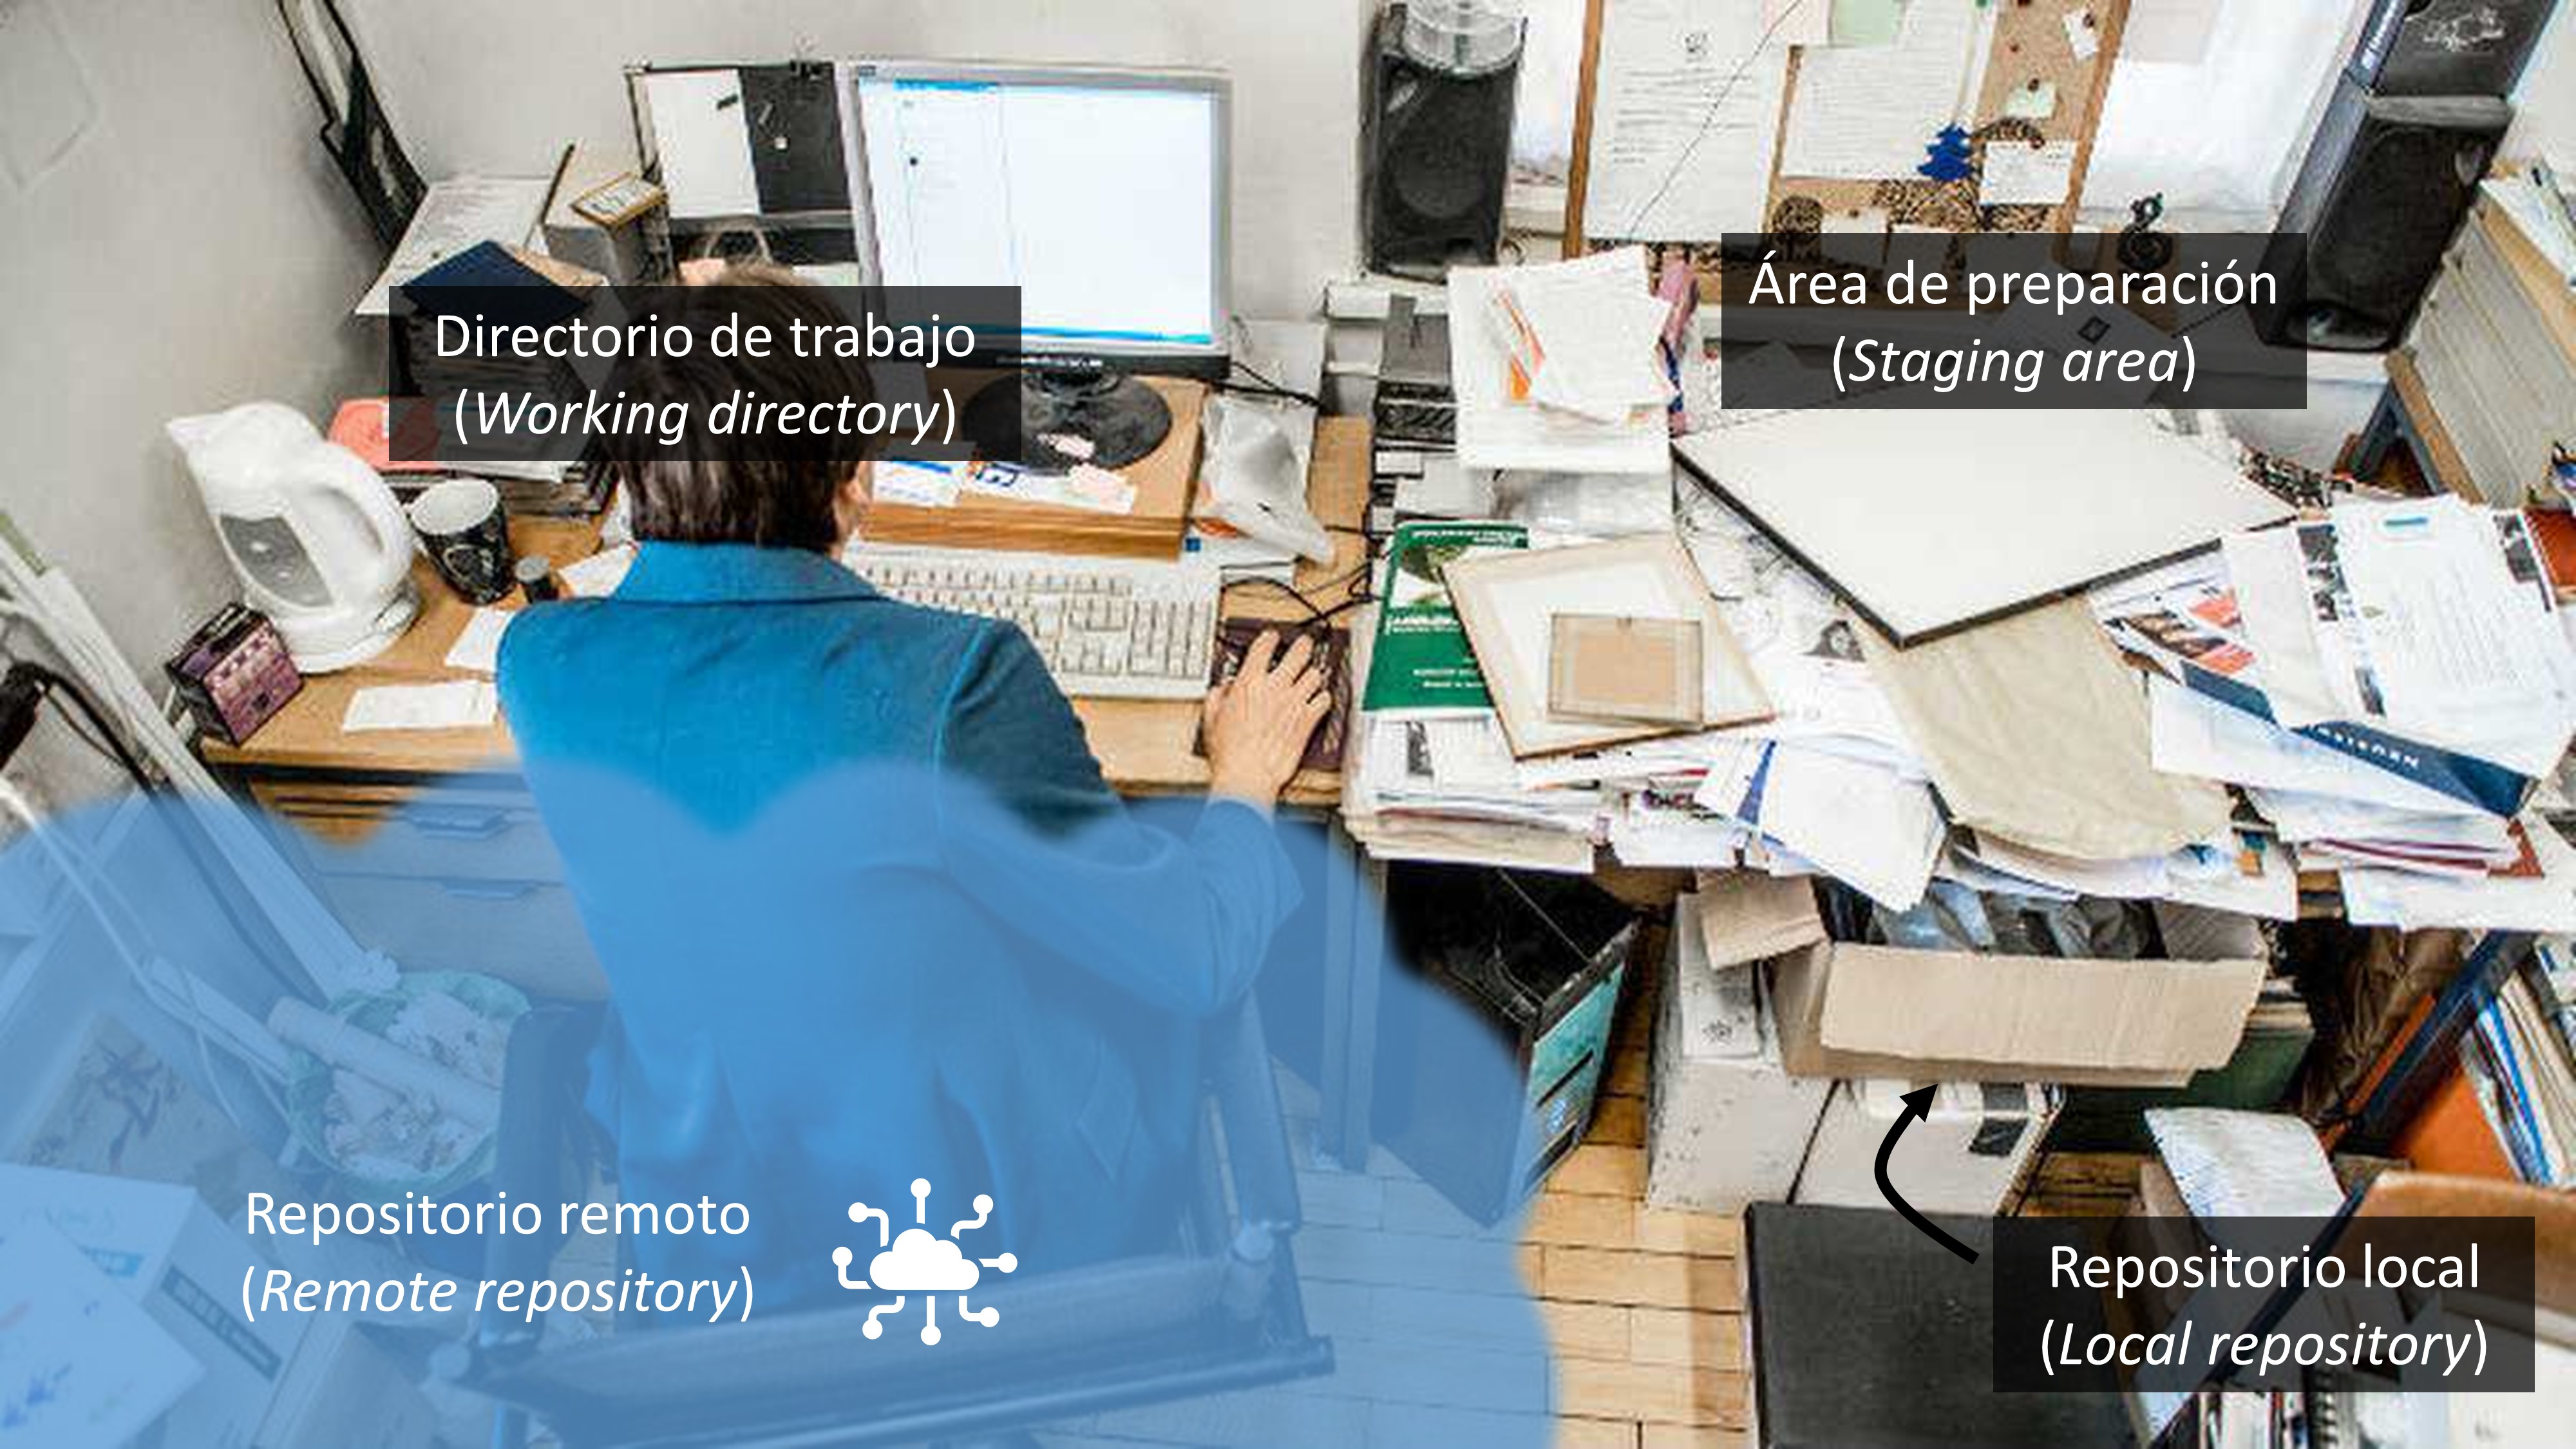 Directorio de trabajo
(Working directory)
Área de preparación
(Staging area)
Repositorio remoto
(Remote repository)
Repositorio local
(Local repository)